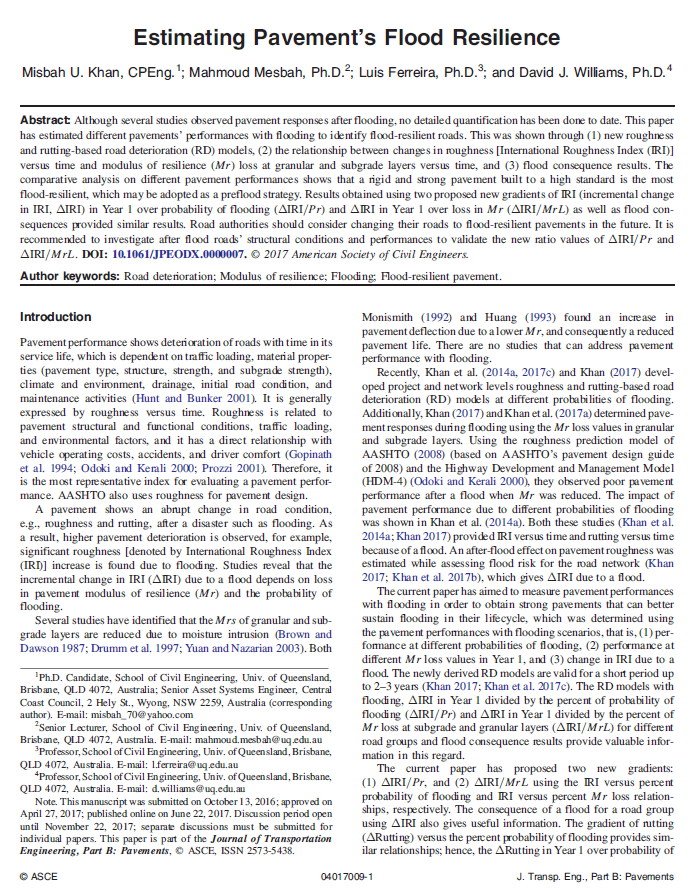 Estimating Pavement's Flood Resilience
Misbah U. Khan, CPEng.1; Mahmoud Mesbah, Ph.D.2; Luis Ferreira, Ph.D.3; and David J. Williams, Ph.D.4
Abstract: Although several studies observed pavement responses after flooding, no detailed quantification has been done to date. This paper
has estimated different pavements' performances with flooding to identify flood-resilient roads. This was shown through (1) new roughness
and rutting-based road deterioration (RD) models, (2) the relationship between changes in roughness [International Roughness Index (IRI)]
versus time and modulus of resilience (Mr) loss at granular and subgrade layers versus time, and (3) flood consequence results. The
comparative analysis on different pavement performances shows that a rigid and strong pavement built to a high standard is the most
flood-resilient, which may be adopted as a preflood strategy. Results obtained using two proposed new gradients of IRI (incremental change
in IRI, ΔIRI) in Year 1 over probability of flooding (ΔIRI/Pr) and ΔIRI in Year 1 over loss in Mr (ΔIRI/MrL) as well as flood con-
sequences provided similar results. Road authorities should consider changing their roads to flood-resilient pavements in the future. It is
recommended to investigate after flood roads' structural conditions and performances to validate the new ratio values of ΔIRI/Pr and
ΔIRI/MrL. DOI: 10.1061/JPEODX.0000007. © 2017 American Society of Civil Engineers.
Author keywords: Road deterioration; Modulus of resilience; Flooding; Flood-resilient pavement.
Introduction
Pavement performance shows deterioration of roads with time in its
service life, which is dependent on traffic loading, material proper-
ties (pavement type, structure, strength, and subgrade strength),
climate and environment, drainage, initial road condition, and
maintenance activities (Hunt and Bunker 2001). It is generally
expressed by roughness versus time. Roughness is related to
pavement structural and functional conditions, traffic loading,
and environmental factors, and it has a direct relationship with
vehicle operating costs, accidents, and driver comfort (Gopinath
et al. 1994; Odoki and Kerali 2000; Prozzi 2001). Therefore, it
is the most representative index for evaluating a pavement perfor-
mance. AASHTO also uses roughness for pavement design.
A pavement shows an abrupt change in road condition,
e.g., roughness and rutting, after a disaster such as flooding. As
a result, higher pavement deterioration is observed, for example,
significant roughness [denoted by International Roughness Index
(IRI)] increase is found due to flooding. Studies reveal that the
incremental change in IRI (ΔIRI) due to a flood depends on loss
in pavement modulus of resilience (Mr) and the probability of
flooding.
Several studies have identified that the Mrs of granular and sub-
grade layers are reduced due to moisture intrusion (Brown and
Dawson 1987; Drumm et al. 1997; Yuan and Nazarian 2003). Both
1Ph.D. Candidate, School of Civil Engineering, Univ. of Queensland,
Brisbane, QLD 4072, Australia; Senior Asset Systems Engineer, Central
Coast Council, 2 Hely St., Wyong, NSW 2259, Australia (corresponding
author). E-mail: misbah_70@yahoo.com
2Senior Lecturer, School of Civil Engineering, Univ. of Queensland,
Brisbane, QLD 4072, Australia. E-mail: mahmoud.mesbah@uq.edu.au
3Professor, School of Civil Engineering, Univ. of Queensland, Brisbane,
QLD 4072, Australia. E-mail: l.ferreira@uq.edu.au
4Professor, School of Civil Engineering, Univ. of Queensland, Brisbane,
QLD 4072, Australia. E-mail: d.williams@uq.edu.au
Note. This manuscript was submitted on October 13, 2016; approved on
April 27, 2017; published online on June 22, 2017. Discussion period open
until November 22, 2017; separate discussions must be submitted for
individual papers. This paper is part of the Journal of Transportation
Engineering, Part B: Pavements, © ASCE, ISSN 2573-5438.
Monismith (1992) and Huang (1993) found an increase in
pavement deflection due to a lower Mr, and consequently a reduced
pavement life. There are no studies that can address pavement
performance with flooding.
Recently, Khan et al. (2014a, 2017c) and Khan (2017) devel-
oped project and network levels roughness and rutting-based road
deterioration (RD) models at different probabilities of flooding.
Additionally, Khan (2017) and Khan et al. (2017a) determined pave-
ment responses during flooding using the Mr loss values in granular
and subgrade layers. Using the roughness prediction model of
AASHTO (2008) (based on AASHTO's pavement design guide
of 2008) and the Highway Development and Management Model
(HDM-4) (Odoki and Kerali 2000), they observed poor pavement
performance after a flood when Mr was reduced. The impact of
pavement performance due to different probabilities of flooding
was shown in Khan et al. (2014a). Both these studies (Khan et al.
2014a; Khan 2017) provided IRI versus time and rutting versus time
because of a flood. An after-flood effect on pavement roughness was
estimated while assessing flood risk for the road network (Khan
2017; Khan et al. 2017b), which gives ΔIRI due to a flood.
The current paper has aimed to measure pavement performances
with flooding in order to obtain strong pavements that can better
sustain flooding in their lifecycle, which was determined using
the pavement performances with flooding scenarios, that is, (1) per-
formance at different probabilities of flooding, (2) performance at
different Mr loss values in Year 1, and (3) change in IRI due to a
flood. The newly derived RD models are valid for a short period up
to 2–3 years (Khan 2017; Khan et al. 2017c). The RD models with
flooding, ΔIRI in Year 1 divided by the percent of probability of
flooding (ΔIRI/Pr) and ΔIRI in Year 1 divided by the percent of
Mr loss at subgrade and granular layers (ΔIRI/MrL) for different
road groups and flood consequence results provide valuable infor-
mation in this regard.
The current paper has proposed two new gradients:
(1) ΔIRI/Pr, and (2) ΔIRI/MrL using the IRI versus percent
probability of flooding and IRI versus percent Mr loss relation-
ships, respectively. The consequence of a flood for a road group
using ΔIRI also gives useful information. The gradient of rutting
(ΔRutting) versus the percent probability of flooding provides sim-
ilar relationships; hence, the ΔRutting in Year 1 over probability of
© ASCE
04017009-1
J. Transp. Eng., Part B: Pavements